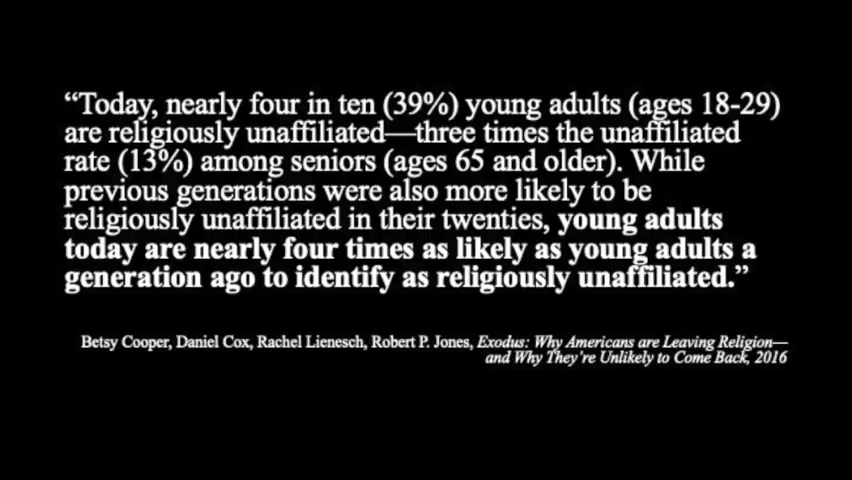 “Today, nearly four in ten (39%) young adults (ages 18-29)
are religiously unaffiliated—three times the unaffiliated
rate (13%) among seniors (ages 65 and older). While
previous generations were also more likely to be
religiously unaffiliated in their twenties, young adults
today are nearly four times as likely as young adults a
generation ago to identify as religiously unaffiliated.”
Betsy Cooper, Daniel Cox, Rachel Lienesch, Robert P. Jones, Exodus: Why Americans are Leaving Religion—
and Why They’re Unlikely to Come Back, 2016